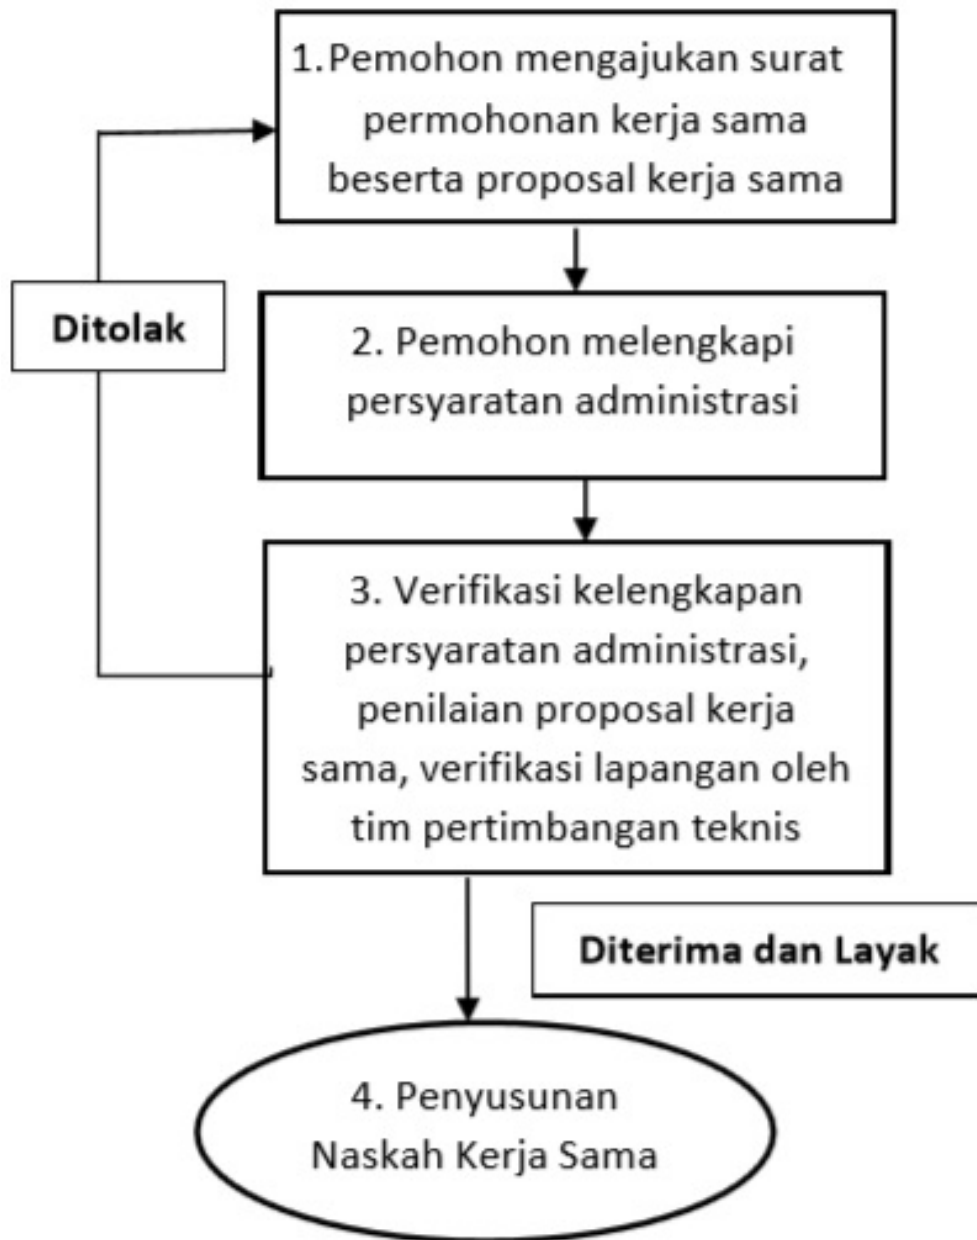 1. Pemohon mengajukan surat
permohonan kerja sama
beserta proposal kerja sama
Ditolak
2. Pemohon melengkapi
persyaratan administrasi
3. Verifikasi kelengkapan
persyaratan administrasi,
penilaian proposal kerja
sama, verifikasi lapangan oleh
tim pertimbangan teknis
Diterima dan Layak
4. Penyusunan
Naskah Kerja Sama